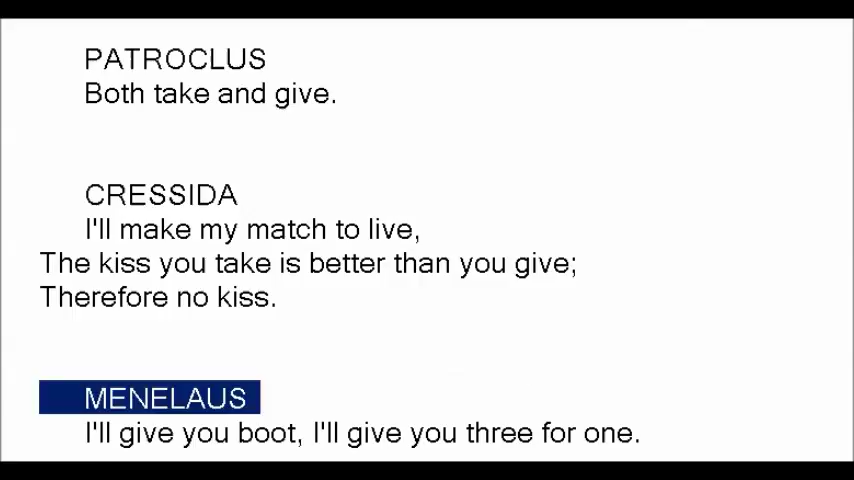 PATROCLUS
Both take and give.
CRESSIDA
I'll make my match to live,
The kiss you take is better than you give;
Therefore no kiss.
MENELAUS
I'll give you boot, I'll give you three for one.